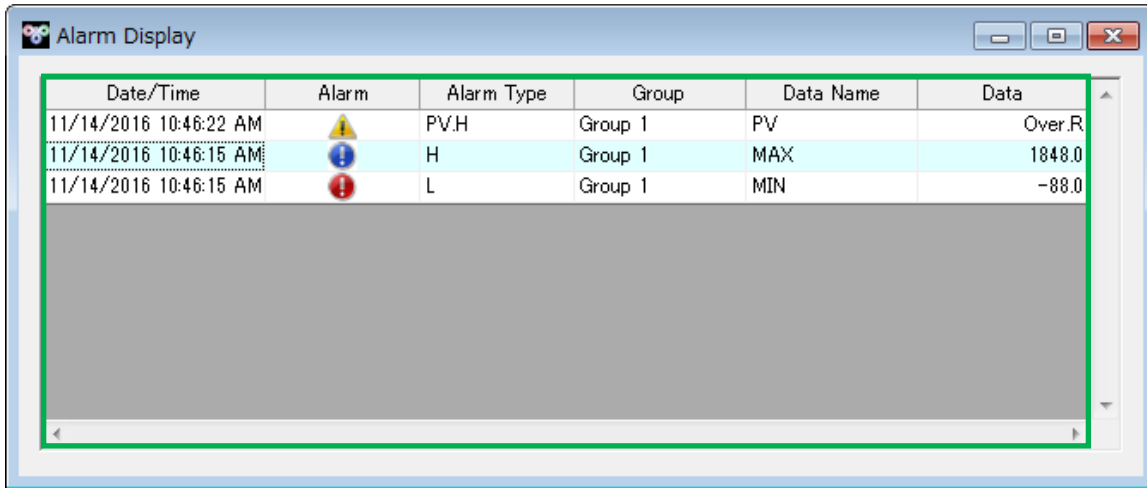 Alarm Display
Date/Time Alarm Alarm Type Group Data Name Data
11/14/2016 10:46:22 AM PV.H Group 1 PV Over.R
11/14/2016 10:46:15 AM H Group 1 MAX 1848.0
11/14/2016 10:46:15 AM L Group 1 MIN -88.0